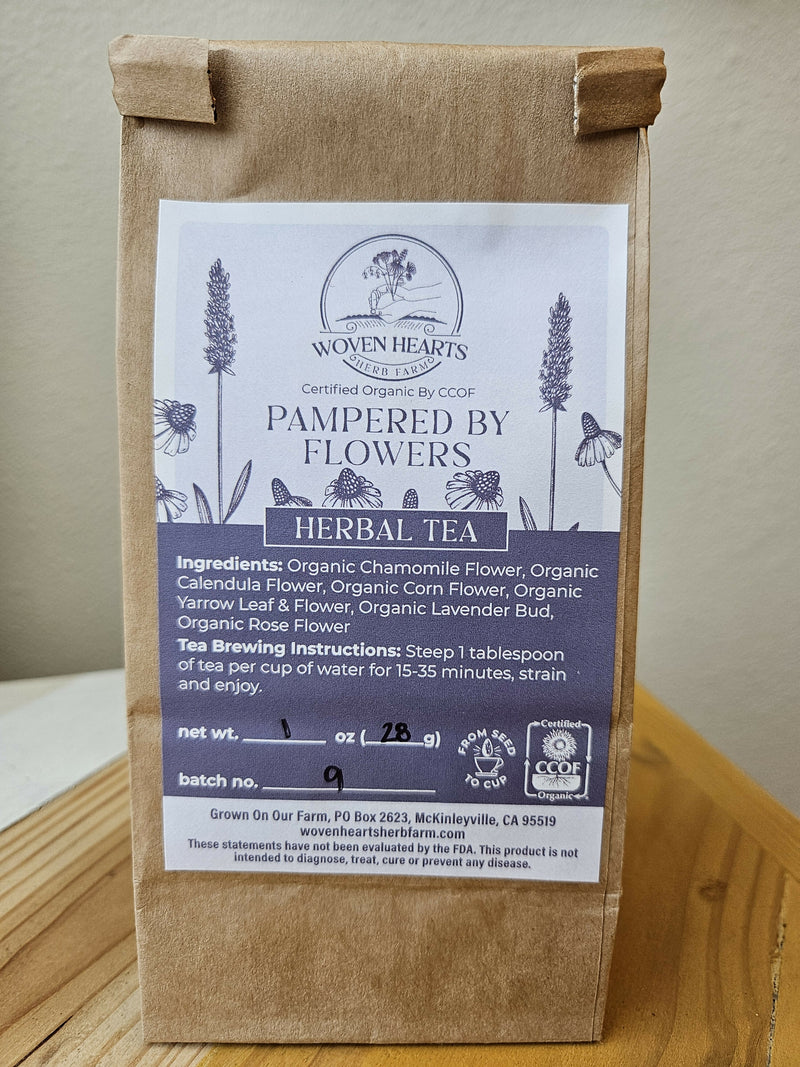 WOVEN HEARTS
HERB FARM
Certified Organic By CCOF
PAMPERED BY
FLOWERS
HERBAL TEA
Ingredients: Organic Chamomile Flower, Organic
Calendula Flower, Organic Corn Flower, Organic
Yarrow Leaf & Flower, Organic Lavender Bud,
Organic Rose Flower
Tea Brewing Instructions: Steep 1 tablespoon
of tea per cup of water for 15-35 minutes, strain
and enjoy.
net wt. 1 oz (28 g)
batch no. 9
FROM SEED
TO CUP
Certified
CCOF
Organic
Grown On Our Farm, PO Box 2623, McKinleyville, CA 95519
wovenheartsherbfarm.com
These statements have not been evaluated by the FDA. This product is not
intended to diagnose, treat, cure or prevent any disease.